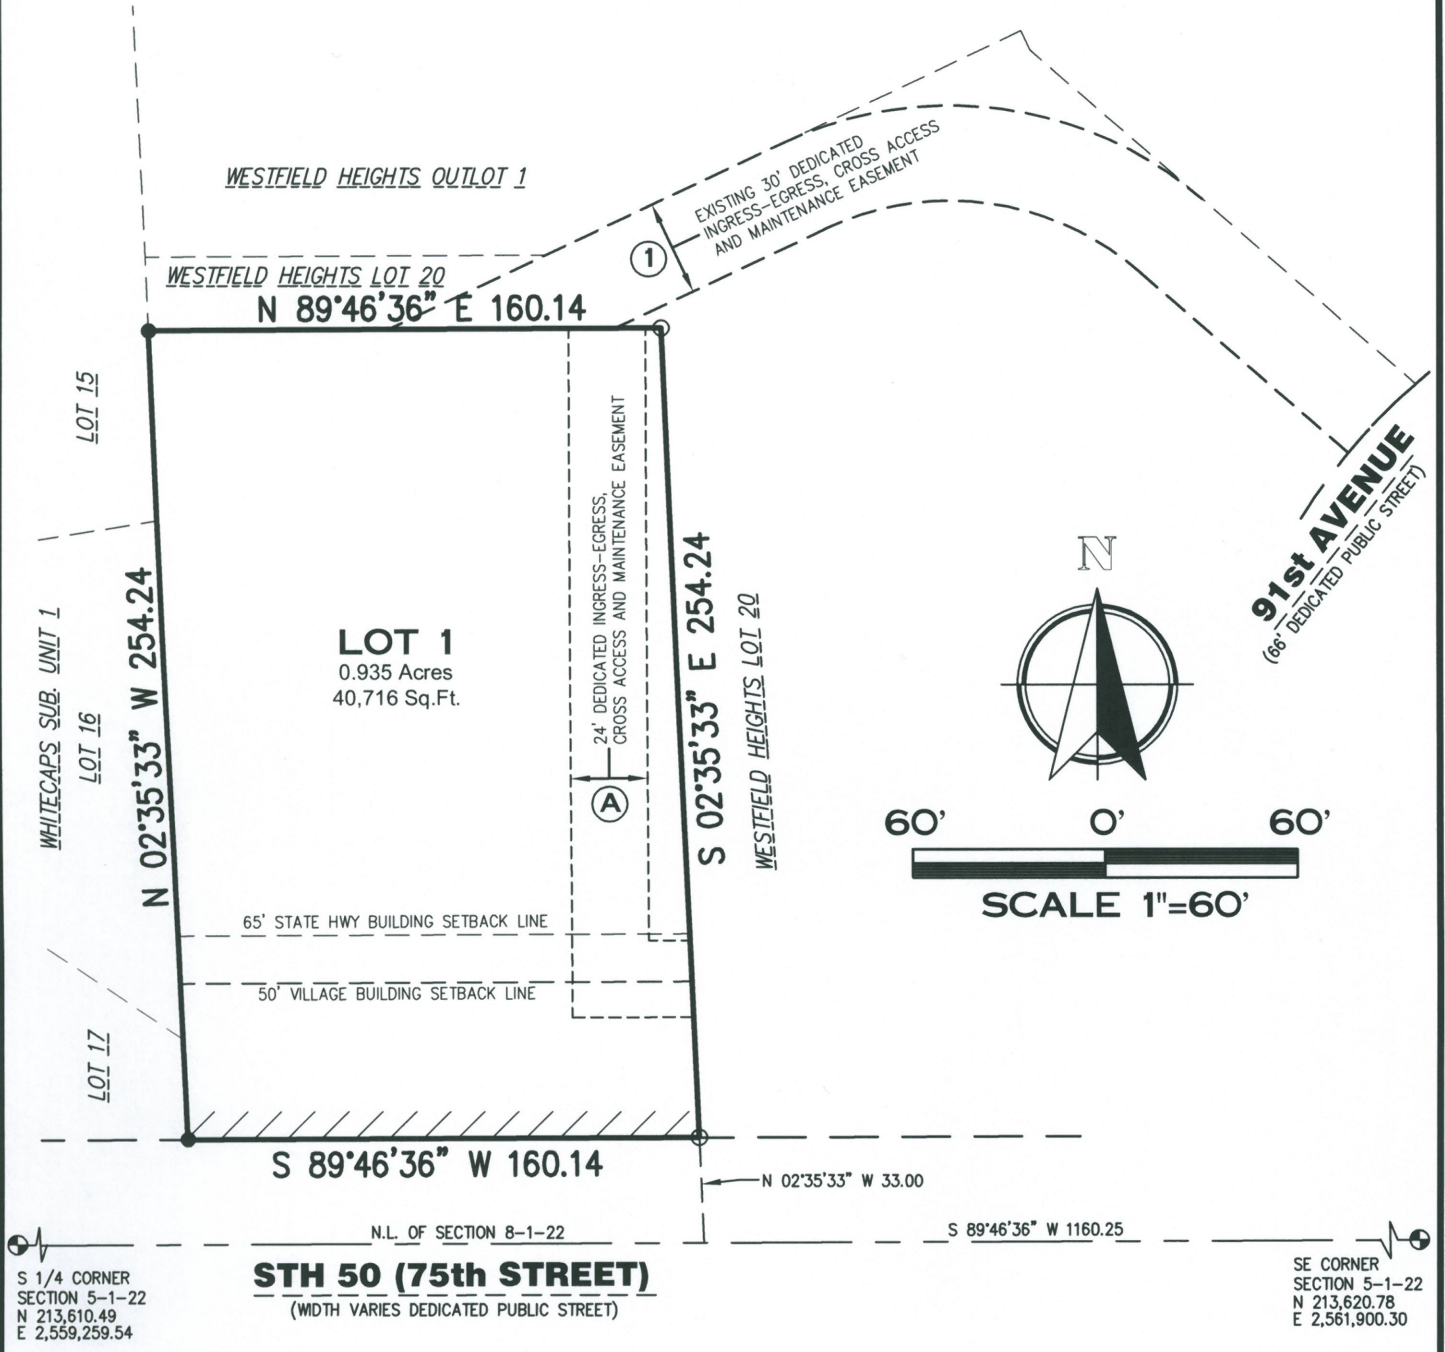 WESTFIELD HEIGHTS OUTLOT 1
EXISTING 30' DEDICATED
INGRESS-EGRESS, CROSS ACCESS
AND MAINTENANCE EASEMENT
1
WESTFIELD HEIGHTS LOT 20
N 89°46'36" E 160.14
LOT 15
91st AVENUE
(66' DEDICATED PUBLIC STREET)
24' DEDICATED INGRESS-EGRESS,
CROSS ACCESS AND MAINTENANCE EASEMENT
A
N 02°35'33" W 254.24
S 02°35'33" E 254.24
WHITECAPS SUB. UNIT 1
LOT 16
LOT 1
0.935 Acres
40,716 Sq.Ft.
WESTFIELD HEIGHTS LOT 20
N
60' 0' 60'
SCALE 1"=60'
65' STATE HWY BUILDING SETBACK LINE
50' VILLAGE BUILDING SETBACK LINE
LOT 17
S 89°46'36" W 160.14
N 02°35'33" W 33.00
N.L. OF SECTION 8-1-22
S 89°46'36" W 1160.25
STH 50 (75th STREET)
(WIDTH VARIES DEDICATED PUBLIC STREET)
S 1/4 CORNER
SECTION 5-1-22
N 213,610.49
E 2,559,259.54
SE CORNER
SECTION 5-1-22
N 213,620.78
E 2,561,900.30